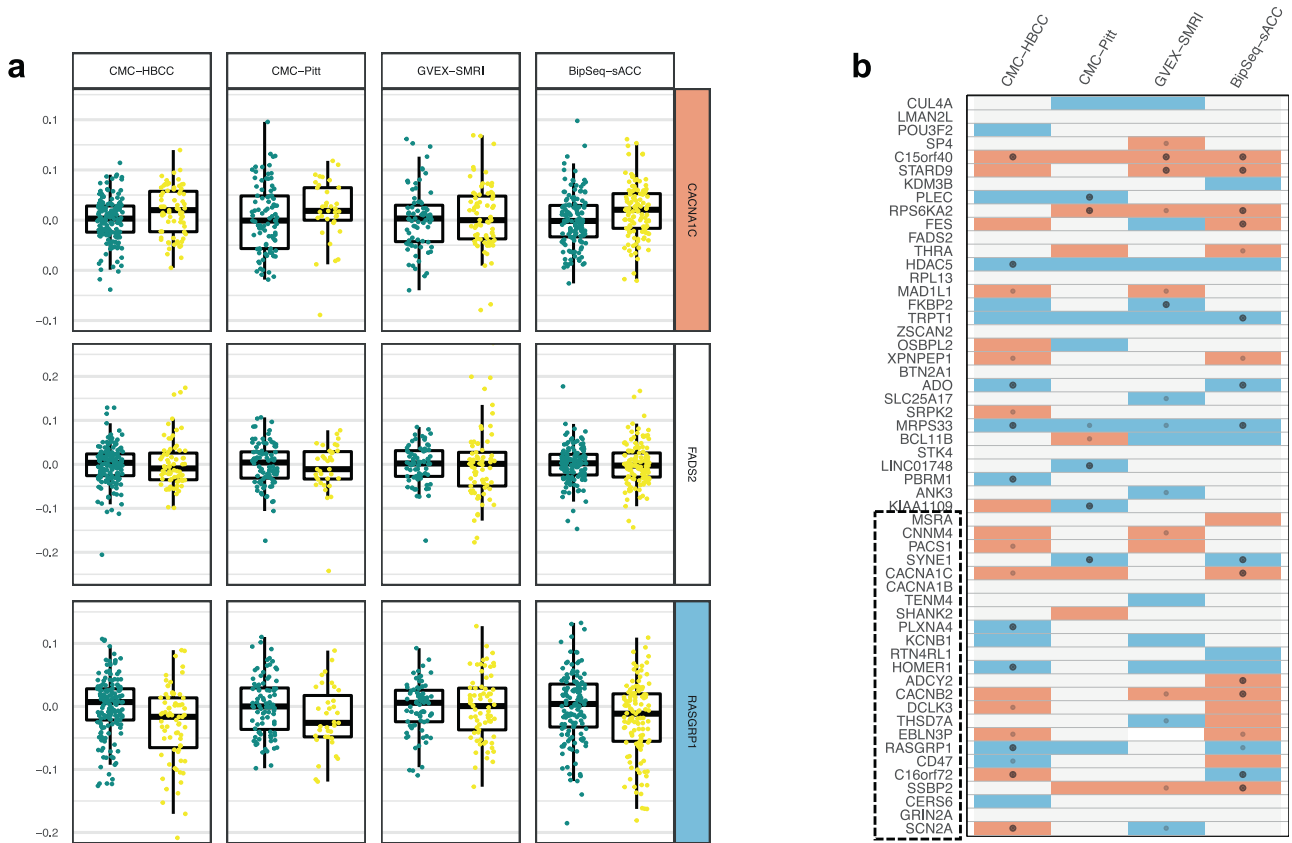 a
CMC-HBCC
CMC-Pitt
GVEX-SMRI
BipSeq-sACC
0.1
0.1
0.0
0.0
-0.1
CACNA1C
0.2
0.1
0.0
-0.1
-0.2
FADS2
0.1
0.0
-0.1
-0.2
RASGRP1
b
CMC-HBCC
CMC-Pitt
GVEX-SMRI
BipSeq-sACC
CUL4A
LMAN2L
POU3F2
SP4
C15orf40
STARD9
KDM3B
PLEC
RPS6KA2
FES
FADS2
THRA
HDAC5
RPL13
MAD1L1
FKBP2
TRPT1
ZSCAN2
OSBPL2
XPNPEP1
BTN2A1
ADO
SLC25A17
SRPK2
MRPS33
BCL11B
STK4
LINC01748
PBRM1
ANK3
KIAA1109
MSRA
CNNM4
PACS1
SYNE1
CACNA1C
CACNA1B
TENM4
SHANK2
PLXNA4
KCNB1
RTN4RL1
HOMER1
ADCY2
CACNB2
DCLK3
THSD7A
EBLN3P
RASGRP1
CD47
C16orf72
SSBP2
CERS6
GRIN2A
SCN2A